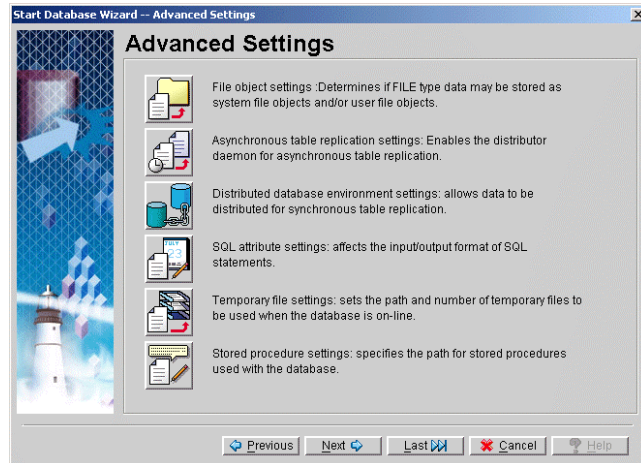 Start Database Wizard -- Advanced Settings
Advanced Settings
File object settings :Determines if FILE type data may be stored as
system file objects and/or user file objects.
Asynchronous table replication settings: Enables the distributor
daemon for asynchronous table replication.
Distributed database environment settings: allows data to be
distributed for synchronous table replication.
JULY
23
SQL attribute settings: affects the input/output format of SQL
statements.
Temporary file settings: sets the path and number of temporary files to
be used when the database is on-line.
Stored procedure settings: specifies the path for stored procedures
used with the database.
Previous
Next
Last
Cancel
Help